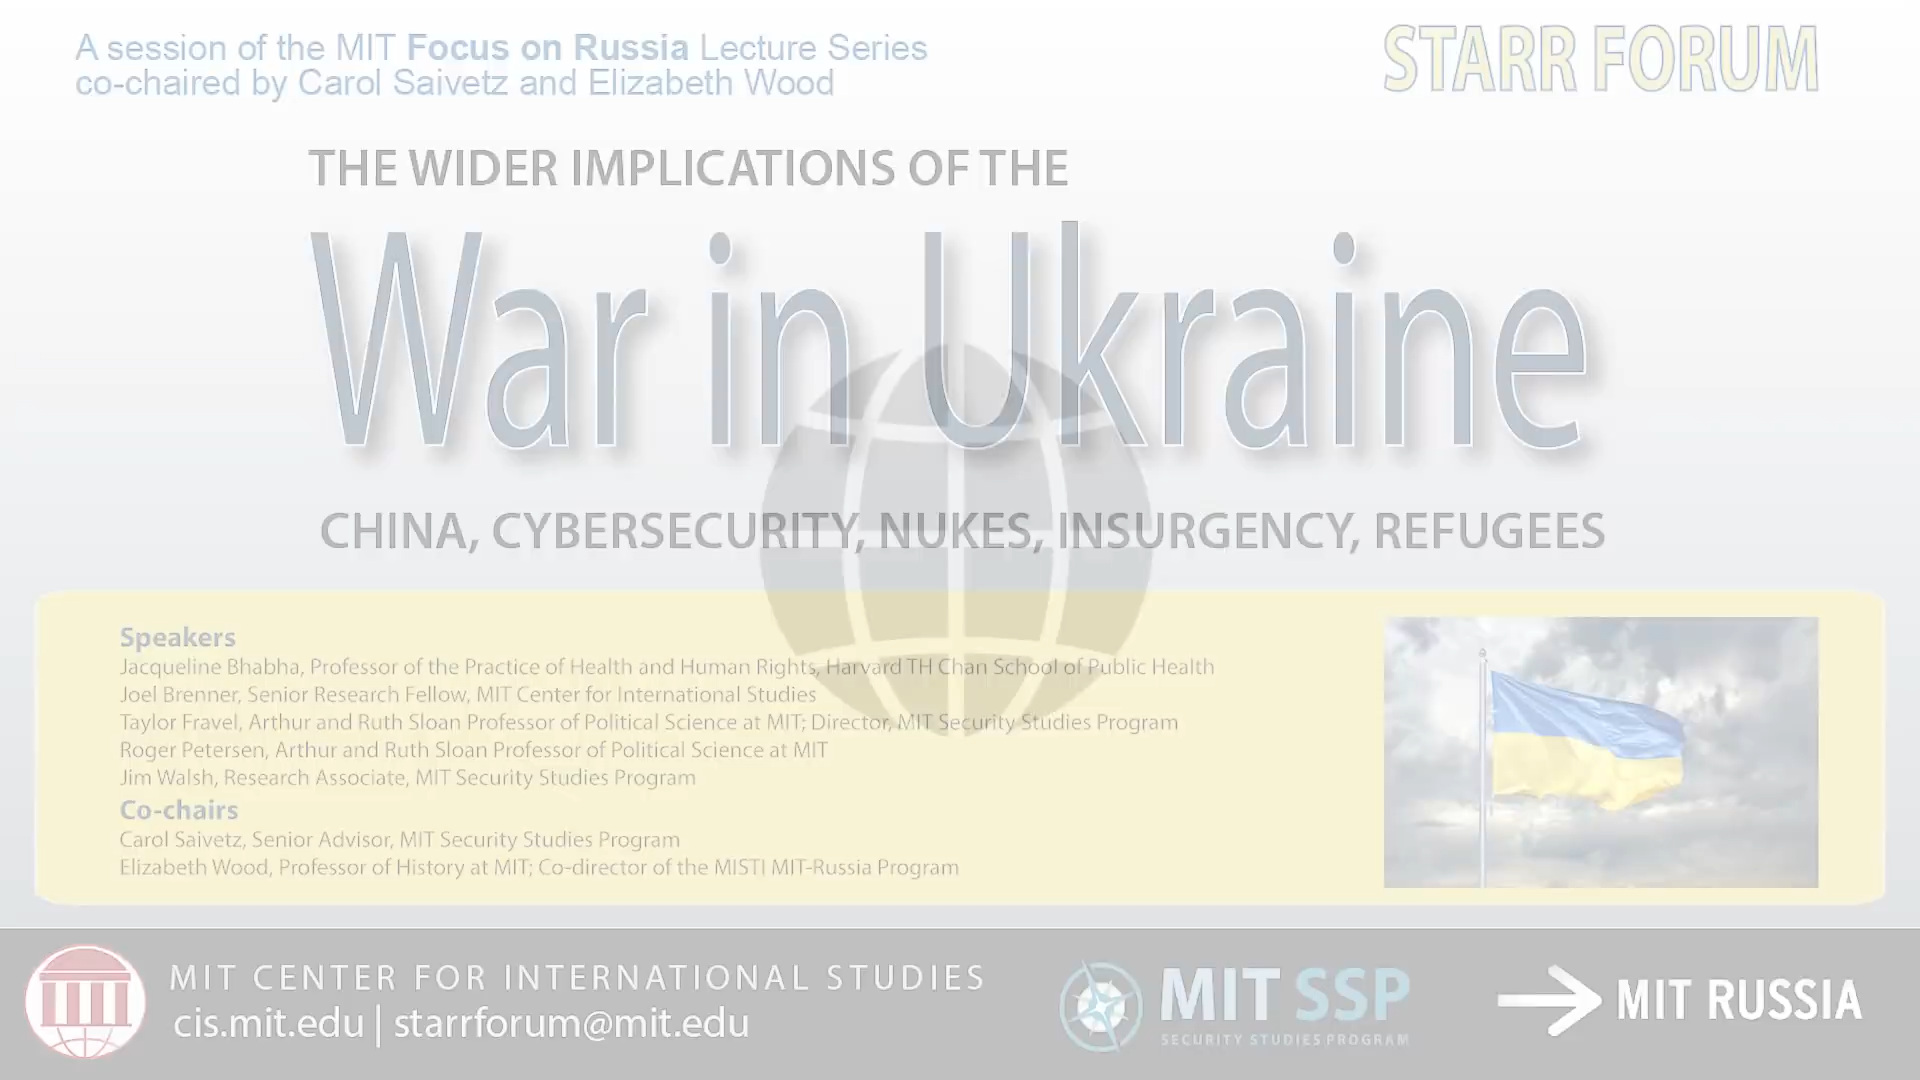 A session of the MIT Focus on Russia Lecture Series
co-chaired by Carol Saivetz and Elizabeth Wood
STARR FORUM
THE WIDER IMPLICATIONS OF THE
War in Ukraine
CHINA, CYBERSECURITY, NUKES, INSURGENCY, REFUGEES
Speakers
Jacqueline Bhabha, Professor of the Practice of Health and Human Rights, Harvard TH Chan School of Public Health
Joel Brenner, Senior Research Fellow, MIT Center for International Studies
Taylor Fravel, Arthur and Ruth Sloan Professor of Political Science at MIT; Director, MIT Security Studies Program
Roger Petersen, Arthur and Ruth Sloan Professor of Political Science at MIT
Jim Walsh, Research Associate, MIT Security Studies Program
Co-chairs
Carol Saivetz, Senior Advisor, MIT Security Studies Program
Elizabeth Wood, Professor of History at MIT; Co-director of the MISTI MIT-Russia Program
MIT CENTER FOR INTERNATIONAL STUDIES
cis.mit.edu | starrforum@mit.edu
MIT SSP
SECURITY STUDIES PROGRAM
MIT RUSSIA